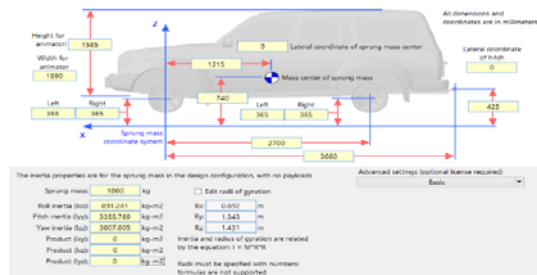 All dimensions and
coordinates are in millimeters
Z
Height for
animator:
1585
0
Lateral coordinate of sprung mass center
Lateral coordinate
of hitch
0
Width for
animator
1890
1215
Mass center of sprung mass
740
Left
Right
365
365
Left
Right
365
365
425
X
Sprung mass
coordinate system
2700
3660
The inertia properties are for the sprung mass in the design configuration, with no payloads
Advanced settings (optional license required)
Basic
Sprung mass:
1860
kg
Edit radii of gyration
Roll inertia (Ixx):
891.241
kg-m2
Rx:
0.692
m
Pitch inertia (Iyy):
3355.769
kg-m2
Ry:
1.343
m
Yaw inertia (Izz):
3807.805
kg-m2
Rz:
1.431
m
Product (Ixy):
0
kg-m2
Inertia and radius of gyration are related
by the equation: I = M*R*R
Product (Ixz):
0
kg-m2
Product (Iyz):
0
kg-m2
Radii must be specified with numbers:
formulas are not supported